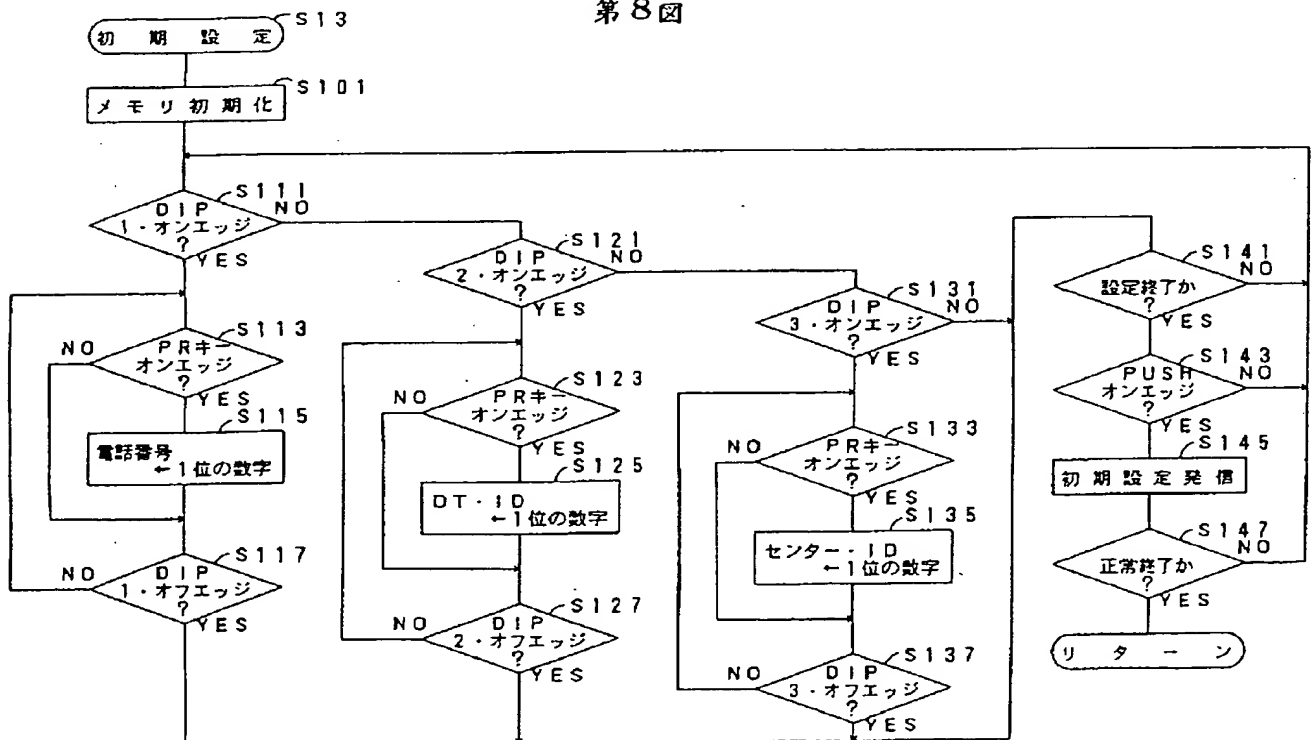 第8図
初期設定
S13
メモリ初期化
S101
DIP
1・オンエッジ
?
S111
NO
YES
PRキー
オンエッジ
?
S113
NO
YES
電話番号
←1位の数字
S115
DIP
1・オフエッジ
?
S117
NO
YES
DIP
2・オンエッジ
?
S121
NO
YES
PRキー
オンエッジ
?
S123
NO
YES
DT・ID
←1位の数字
S125
DIP
2・オフエッジ
?
S127
NO
YES
DIP
3・オンエッジ
?
S131
NO
YES
PRキー
オンエッジ
?
S133
NO
YES
センター・ID
←1位の数字
S135
DIP
3・オフエッジ
?
S137
NO
YES
設定終了か
?
S141
NO
YES
PUSH
オンエッジ
?
S143
NO
YES
初期設定発信
S145
正常終了か
?
S147
NO
YES
リターン